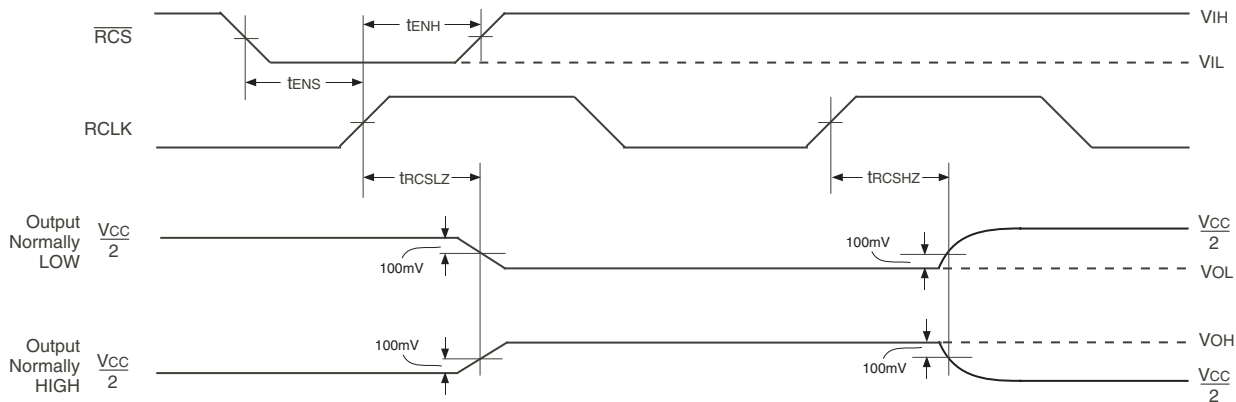 tENH
VIH
RCS
VIL
tENS
RCLK
tRCSLZ
tRCSHZ
Output
Normally
LOW
VCC
2
100mV
100mV
VCC
2
VOL
Output
Normally
HIGH
VCC
2
100mV
100mV
VOH
VCC
2